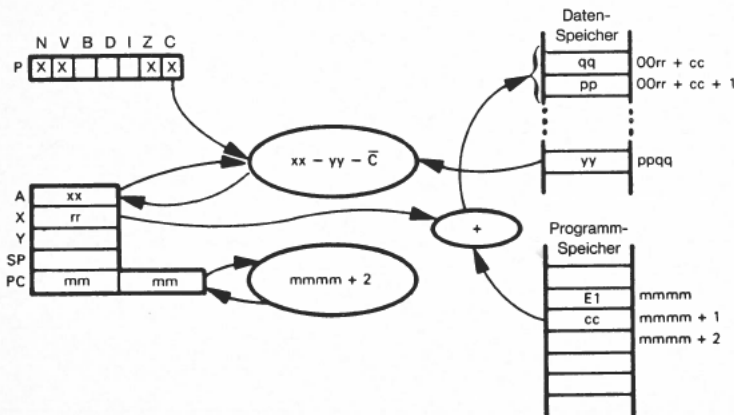 Daten-
Speicher
N V B D I Z C
P X X X X
qq 00rr + cc
pp 00rr + cc + 1
xx – yy – C̅
yy ppqq
A xx
X rr
Y
SP
PC mm mm
mmmm + 2
+
Programm-
Speicher
E1 mmmm
cc mmmm + 1
mmmm + 2